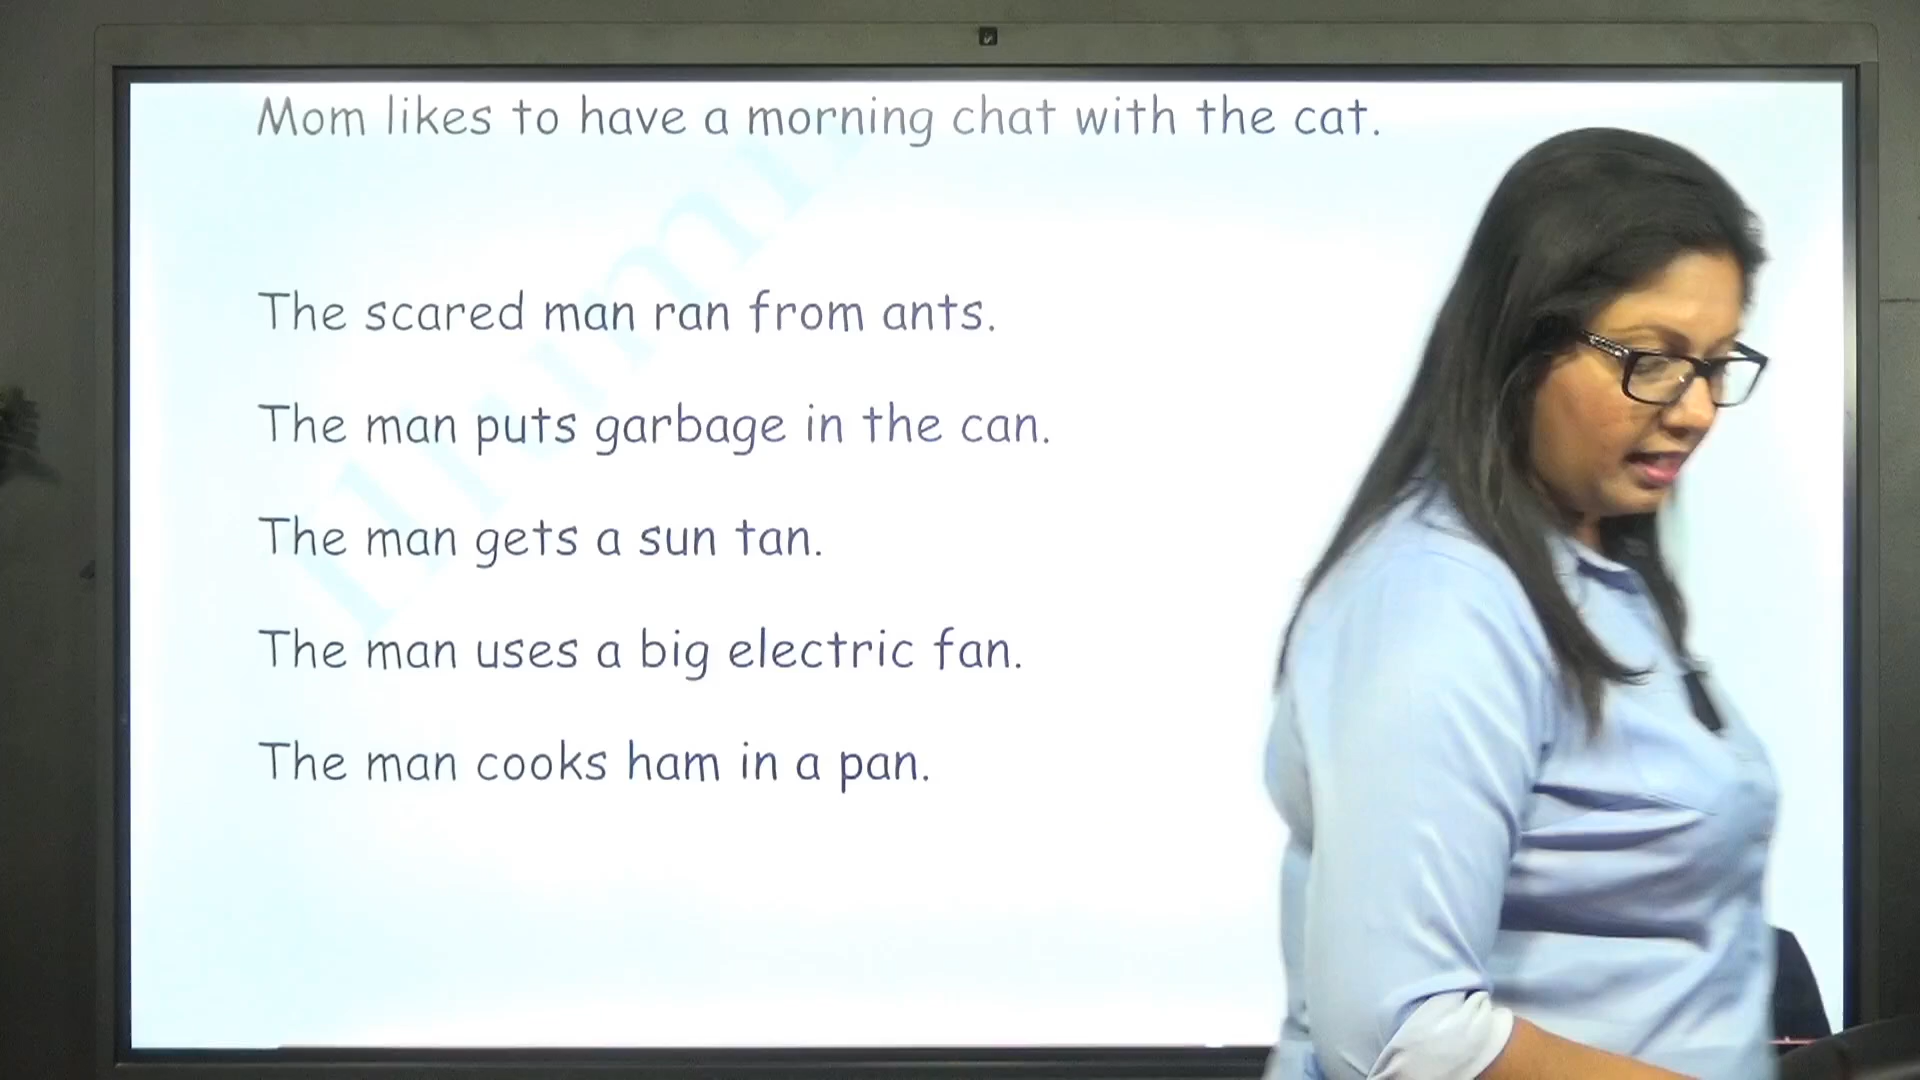 Mom likes to have a morning chat with the cat.
The scared man ran from ants.
The man puts garbage in the can.
The man gets a sun tan.
The man uses a big electric fan.
The man cooks ham in a pan.